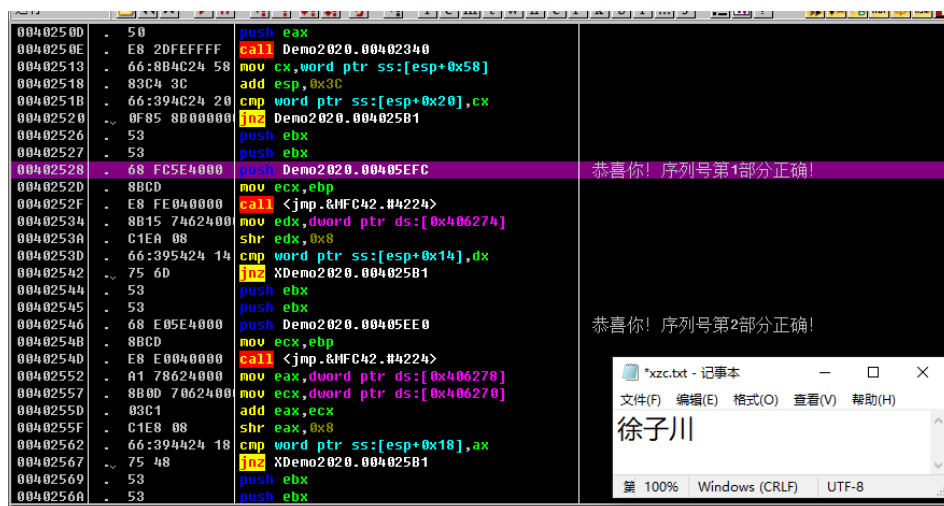 0040250D . 50 push eax
0040250E . E8 2DFEFFFF call Demo2020.00402340
00402513 . 66:8B4C24 58 mov cx,word ptr ss:[esp+0x58]
00402518 . 83C4 3C add esp,0x3C
0040251B . 66:394C24 20 cmp word ptr ss:[esp+0x20],cx
00402520 .ˇ 0F85 8B00000 jnz Demo2020.004025B1
00402526 . 53 push ebx
00402527 . 53 push ebx
00402528 . 68 FC5E4000 push Demo2020.00405EFC 恭喜你! 序列号第1部分正确!
0040252D . 8BCD mov ecx,ebp
0040252F . E8 FE040000 call <jmp.&MFC42.#4224>
00402534 . 8B15 7462400 mov edx,dword ptr ds:[0x406274]
0040253A . C1EA 08 shr edx,0x8
0040253D . 66:395424 14 cmp word ptr ss:[esp+0x14],dx
00402542 .ˇ 75 6D jnz XDemo2020.004025B1
00402544 . 53 push ebx
00402545 . 53 push ebx
00402546 . 68 E05E4000 push Demo2020.00405EE0 恭喜你! 序列号第2部分正确!
0040254B . 8BCD mov ecx,ebp
0040254D . E8 E0040000 call <jmp.&MFC42.#4224>
00402552 . A1 78624000 mov eax,dword ptr ds:[0x406278]
00402557 . 8B0D 7062400 mov ecx,dword ptr ds:[0x406270]
0040255D . 03C1 add eax,ecx
0040255F . C1E8 08 shr eax,0x8
00402562 . 66:394424 18 cmp word ptr ss:[esp+0x18],ax
00402567 .ˇ 75 48 jnz XDemo2020.004025B1
00402569 . 53 push ebx
0040256A . 53 push ebx
*xzc.txt - 记事本
文件(F) 编辑(E) 格式(O) 查看(V) 帮助(H)
徐子川
第 100% Windows (CRLF) UTF-8